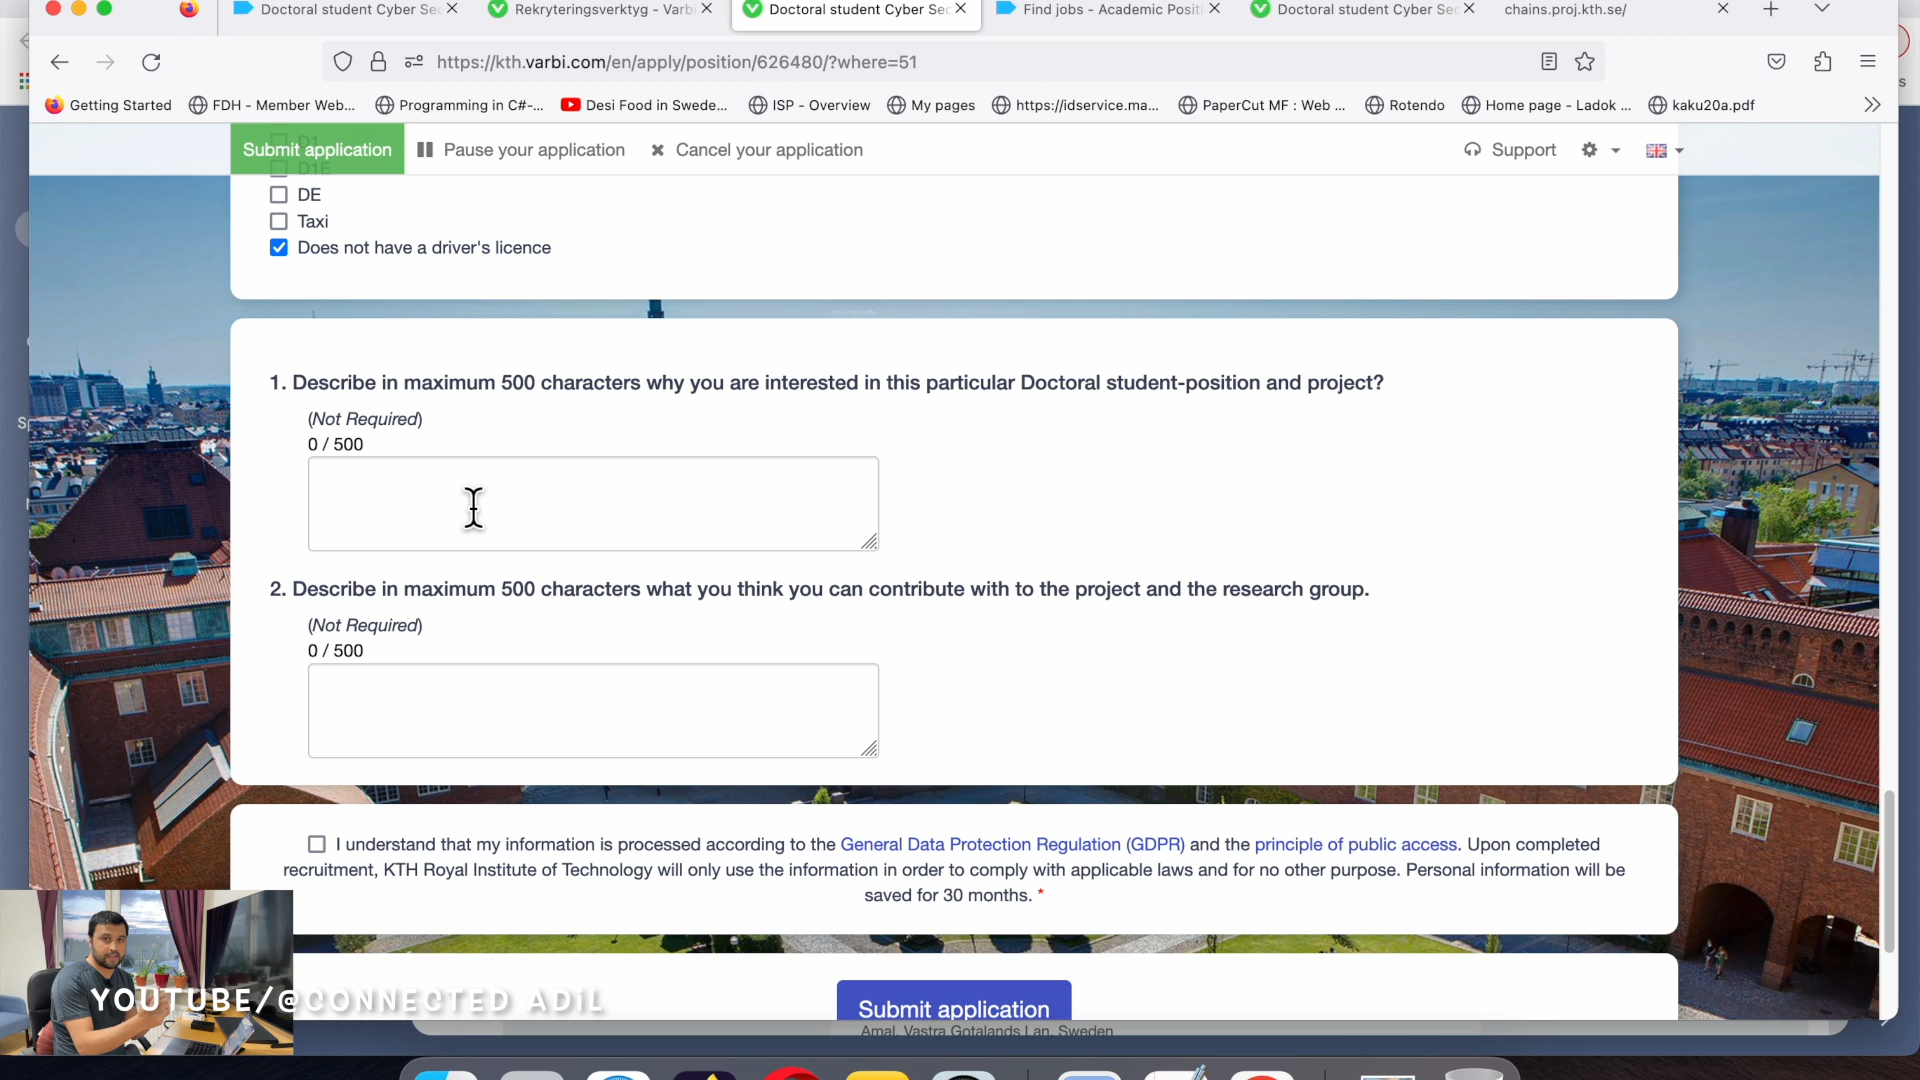 Doctoral student Cyber Sec
Rekryteringsverktyg - Varbi
Doctoral student Cyber Sec
Find jobs - Academic Positi
Doctoral student Cyber Sec
chains.proj.kth.se/
https://kth.varbi.com/en/apply/position/626480/?where=51
Getting Started
FDH - Member Web...
Programming in C#-...
Desi Food in Swede...
ISP - Overview
My pages
https://idservice.ma...
PaperCut MF : Web ...
Rotendo
Home page - Ladok ...
kaku20a.pdf
Submit application
Pause your application
Cancel your application
Support
D1
D1E
DE
Taxi
Does not have a driver's licence
1. Describe in maximum 500 characters why you are interested in this particular Doctoral student-position and project?
(Not Required)
0 / 500
2. Describe in maximum 500 characters what you think you can contribute with to the project and the research group.
(Not Required)
0 / 500
I understand that my information is processed according to the General Data Protection Regulation (GDPR) and the principle of public access. Upon completed
recruitment, KTH Royal Institute of Technology will only use the information in order to comply with applicable laws and for no other purpose. Personal information will be
saved for 30 months. *
Submit application
Amal, Vastra Gotalands Lan, Sweden
YOUTUBE/@CONNECTED ADiL